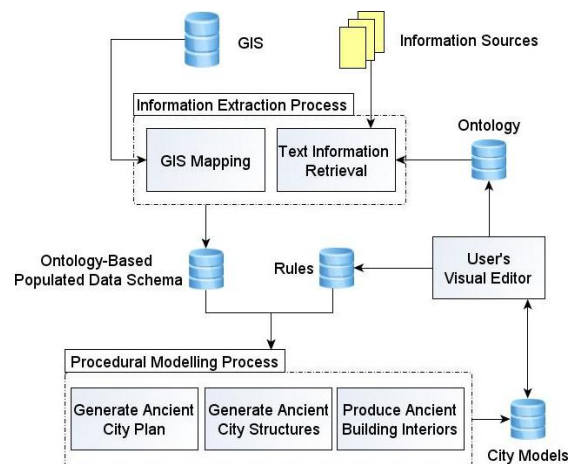 GIS
Information Sources
Information Extraction Process
GIS Mapping
Text Information
Retrieval
Ontology
Ontology-Based
Populated Data Schema
Rules
User's
Visual Editor
Procedural Modelling Process
Generate Ancient
City Plan
Generate Ancient
City Structures
Produce Ancient
Building Interiors
City Models